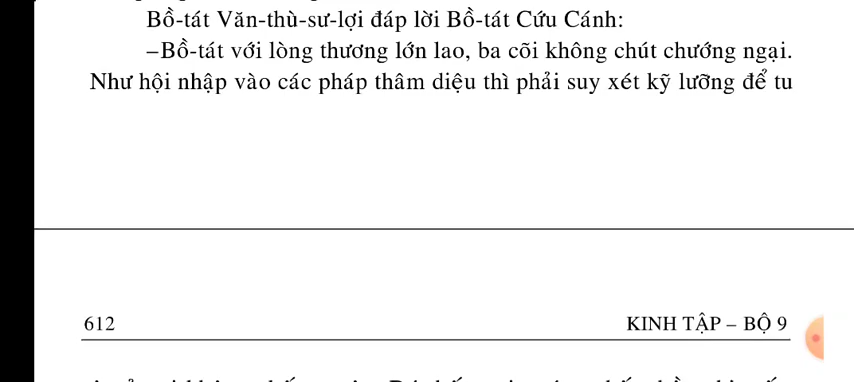 Bồ-tát Văn-thù-sư-lợi đáp lời Bồ-tát Cứu Cánh:
–Bồ-tát với lòng thương lớn lao, ba cõi không chút chướng ngại.
Như hội nhập vào các pháp thâm diệu thì phải suy xét kỹ lưỡng để tu
612 KINH TẬP – BỘ 9